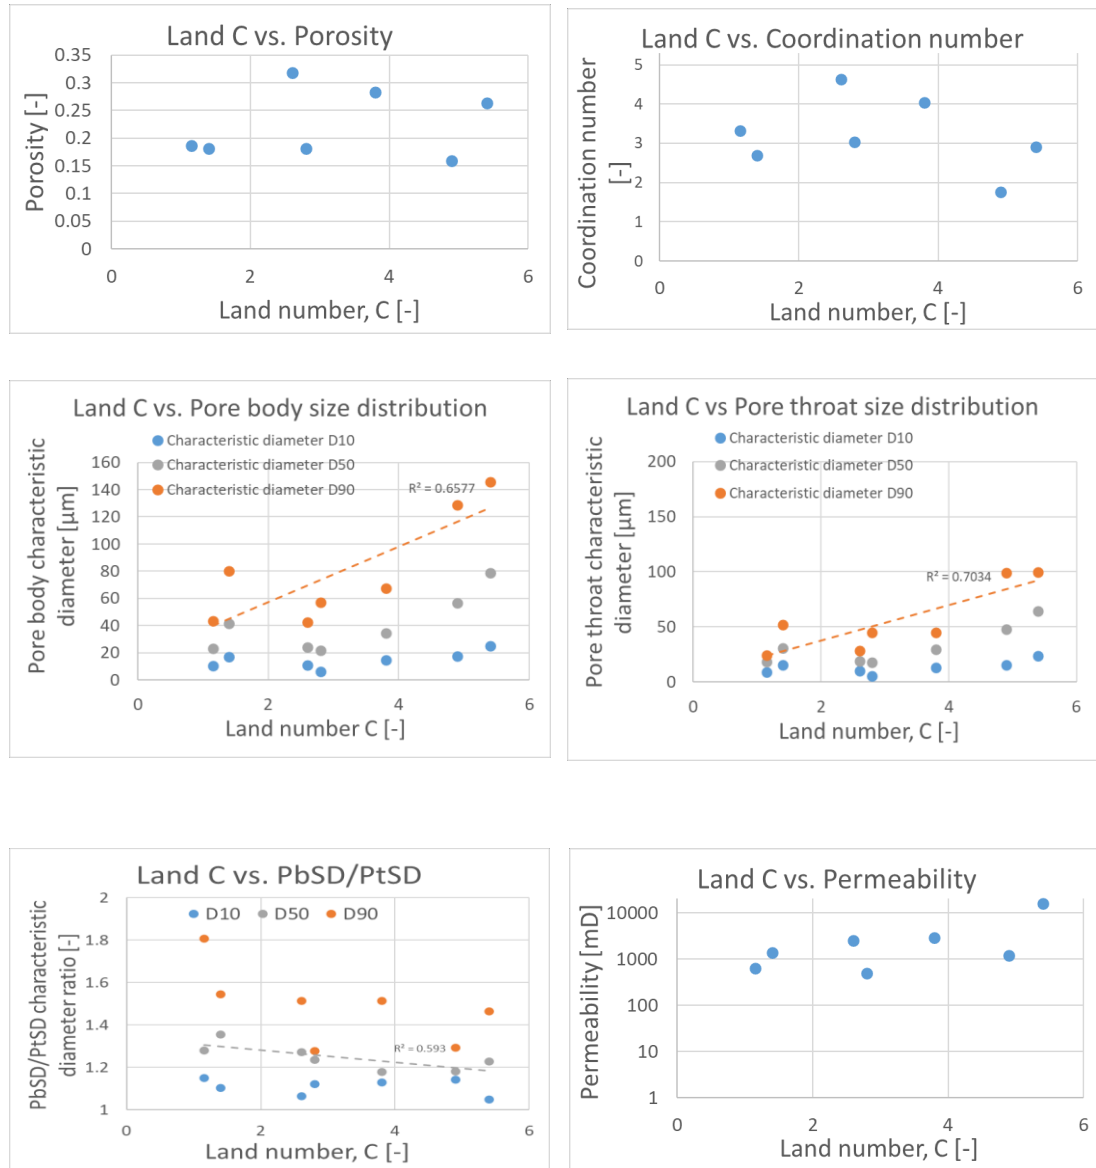 Land C vs. Porosity
Porosity [-]
0.35
0.3
0.25
0.2
0.15
0.1
0.05
0
0
2
4
6
Land number, C [-]
Land C vs. Coordination number
Coordination number
[-]
5
4
3
2
1
0
0
2
4
6
Land number, C [-]
Land C vs. Pore body size distribution
Characteristic diameter D10
Characteristic diameter D50
Characteristic diameter D90
Pore body characteristic
diameter [µm]
160
140
120
100
80
60
40
20
0
R² = 0.6577
0
2
4
6
Land number C [-]
Land C vs Pore throat size distribution
Characteristic diameter D10
Characteristic diameter D50
Characteristic diameter D90
Pore throat characteristic
diameter [µm]
200
150
100
50
0
R² = 0.7034
0
2
4
6
Land number, C [-]
Land C vs. PbSD/PtSD
D10 D50 D90
PbSD/PtSD characteristic
diameter ratio [-]
2
1.8
1.6
1.4
1.2
1
R² = 0.593
0
2
4
6
Land number, C [-]
Land C vs. Permeability
Permeability [mD]
10000
1000
100
10
1
0
2
4
6
Land number, C [-]